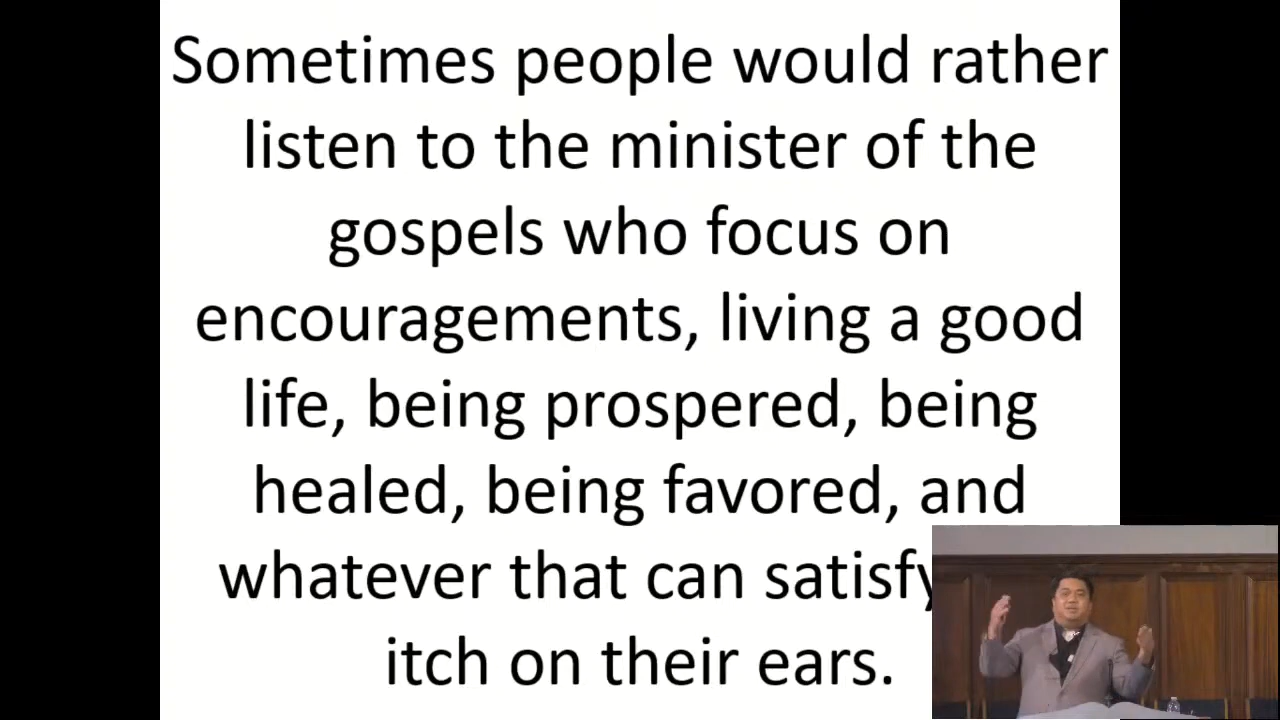 Sometimes people would rather
listen to the minister of the
gospels who focus on
encouragements, living a good
life, being prospered, being
healed, being favored, and
whatever that can satisfy
itch on their ears.